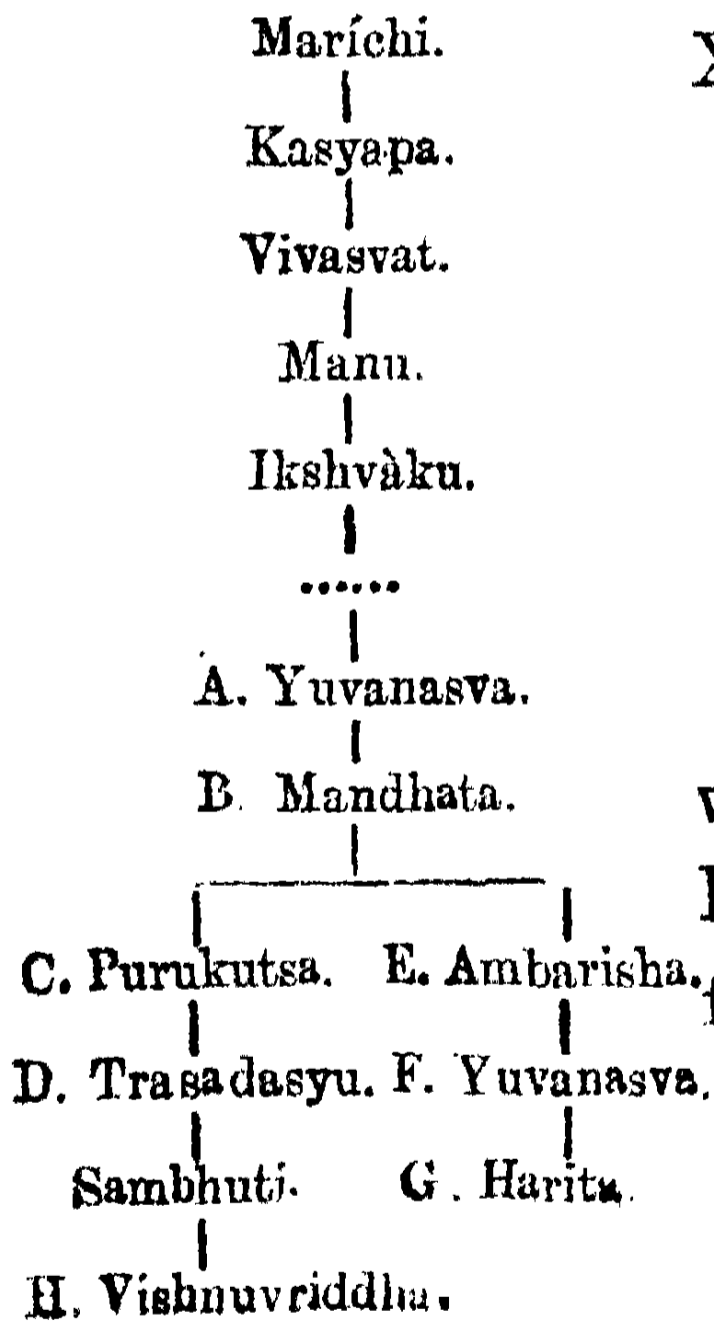 Maríchi.
Kasyapa.
Vivasvat.
Manu.
Ikshvàku.
......
A. Yuvanasva.
B. Mandhata.
C. Purukutsa. E. Ambarisha.
D. Trasadasyu. F. Yuvanasva.
Sambhuti. G. Harita.
H. Vishnuvriddha.